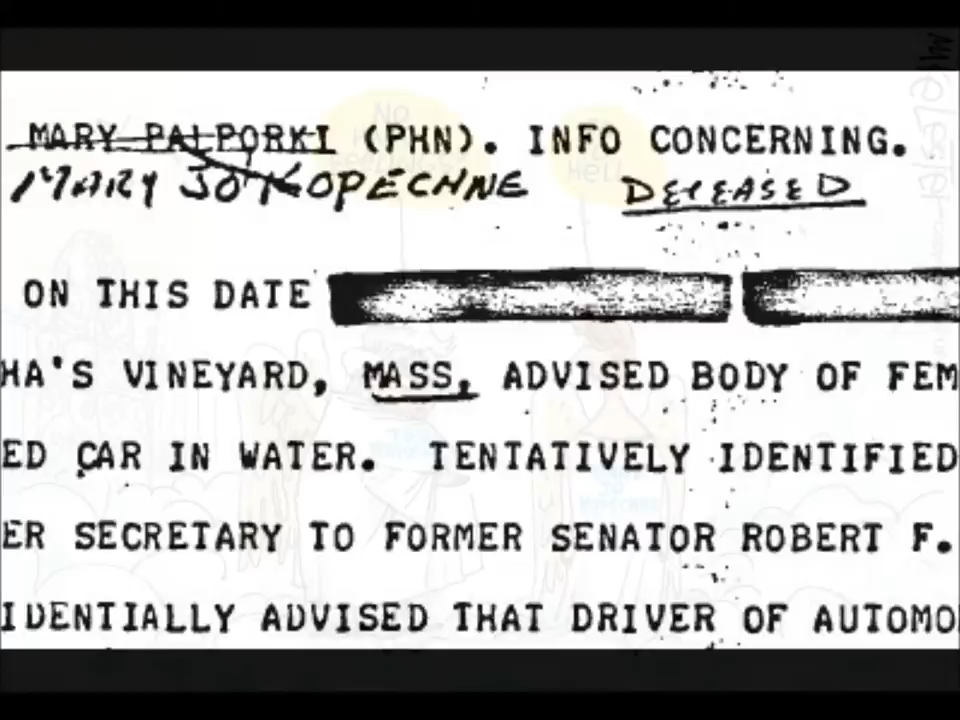 MARY PALPORKI (PHN). INFO CONCERNING.
MARY JO KOPECHNE DECEASED
ON THIS DATE
HA'S VINEYARD, MASS, ADVISED BODY OF FEM
ED CAR IN WATER. TENTATIVELY IDENTIFIED
ER SECRETARY TO FORMER SENATOR ROBERT F.
IDENTIALLY ADVISED THAT DRIVER OF AUTOMO